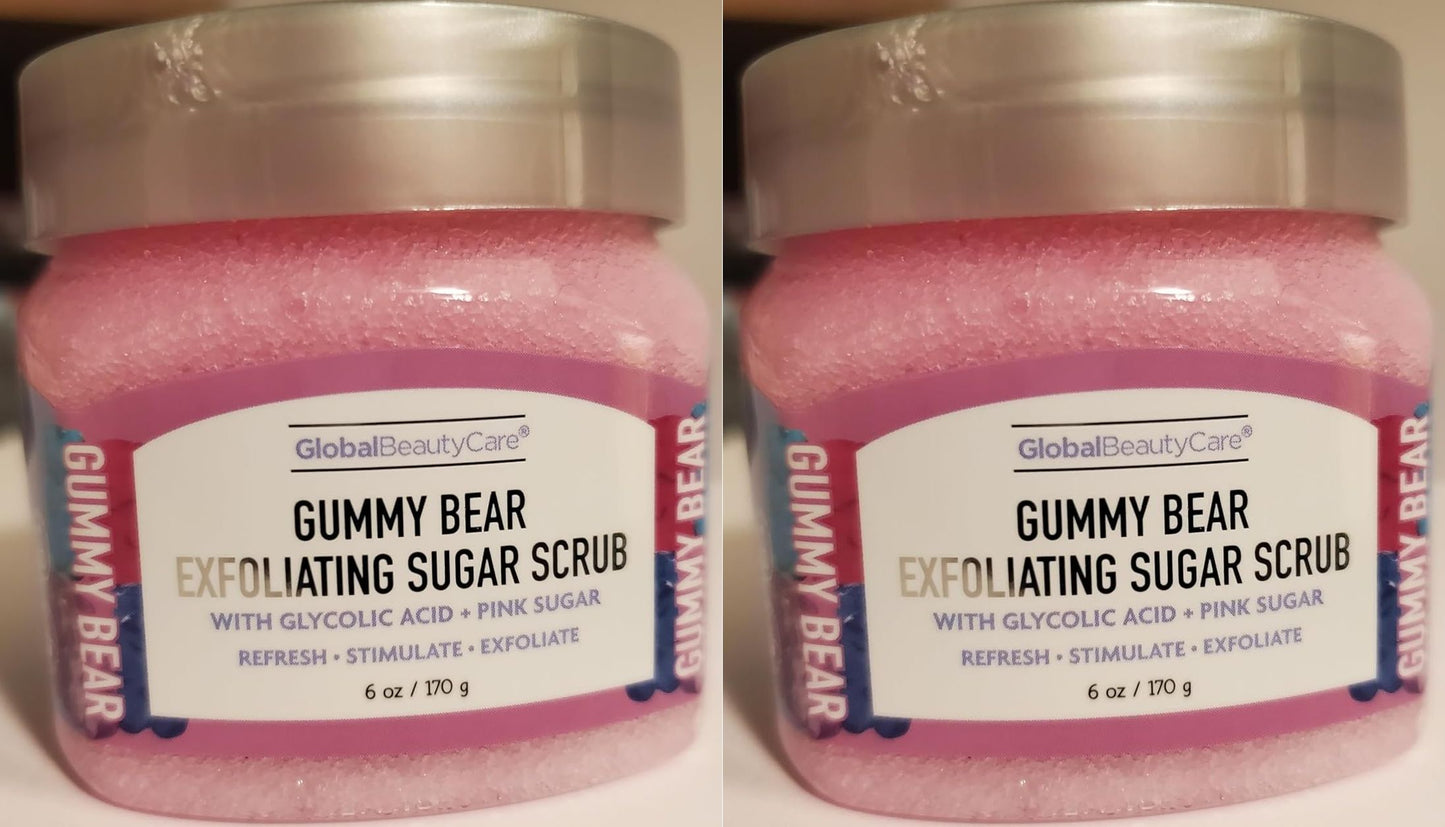 GlobalBeautyCare®
GUMMY BEAR
EXFOLIATING SUGAR SCRUB
WITH GLYCOLIC ACID + PINK SUGAR
REFRESH • STIMULATE • EXFOLIATE
6 oz / 170 g
GUMMY BEAR
GUMMY BEAR
GlobalBeautyCare®
GUMMY BEAR
EXFOLIATING SUGAR SCRUB
WITH GLYCOLIC ACID + PINK SUGAR
REFRESH • STIMULATE • EXFOLIATE
6 oz / 170 g
GUMMY BEAR
GUMMY BEAR